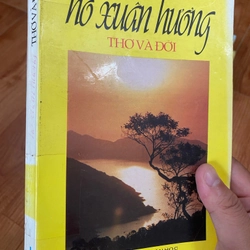 hồ xuân hương
THƠ VÀ ĐỜI